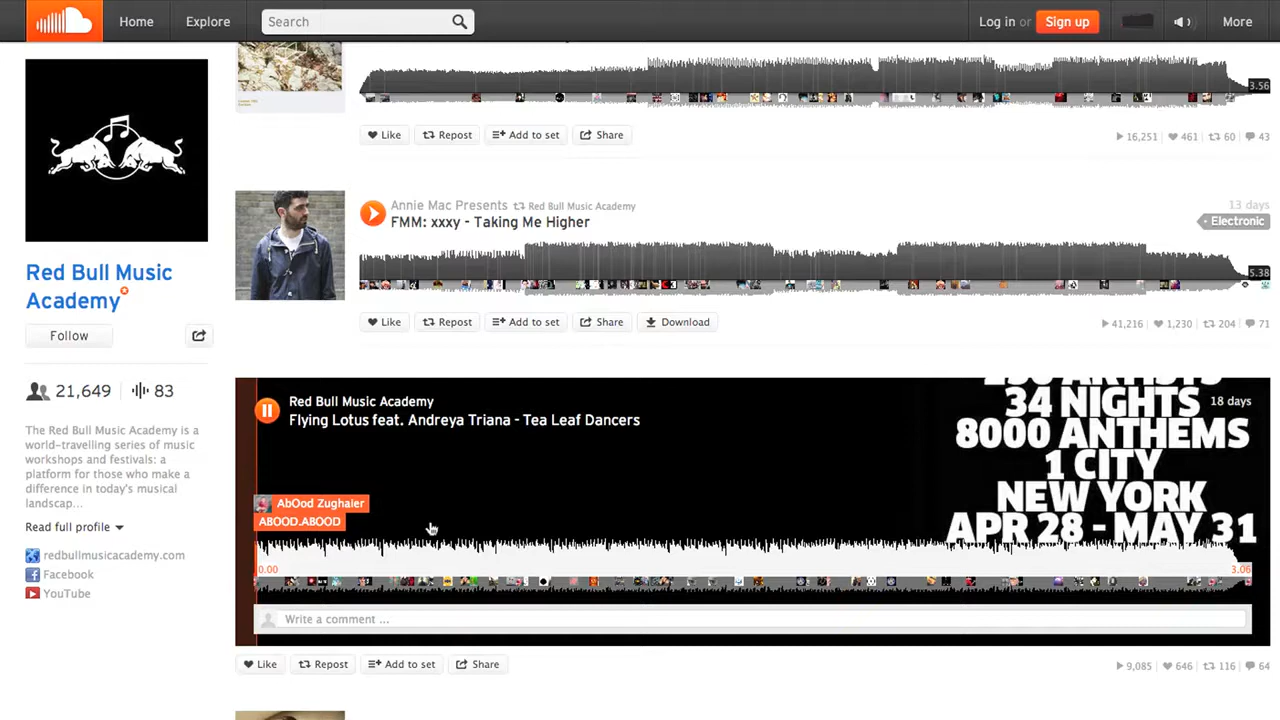 Home
Explore
Search
Log in or
Sign up
More
3.56
Like
Repost
Add to set
Share
16,251
461
60
43
Annie Mac Presents
Red Bull Music Academy
13 days
FMM: xxxy - Taking Me Higher
Electronic
5.38
Like
Repost
Add to set
Share
Download
41,216
1,230
204
71
Red Bull Music
Academy
Follow
21,649
83
The Red Bull Music Academy is a
world-travelling series of music
workshops and festivals: a
platform for those who make a
difference in today's musical
landscap...
Read full profile
redbullmusicacademy.com
Facebook
YouTube
Red Bull Music Academy
Flying Lotus feat. Andreya Triana - Tea Leaf Dancers
18 days
34 NIGHTS
8000 ANTHEMS
1 CITY
NEW YORK
APR 28 - MAY 31
AbOod Zughaier
ABOOD.ABOOD
0.00
3.06
Write a comment ...
Like
Repost
Add to set
Share
9,085
646
116
64